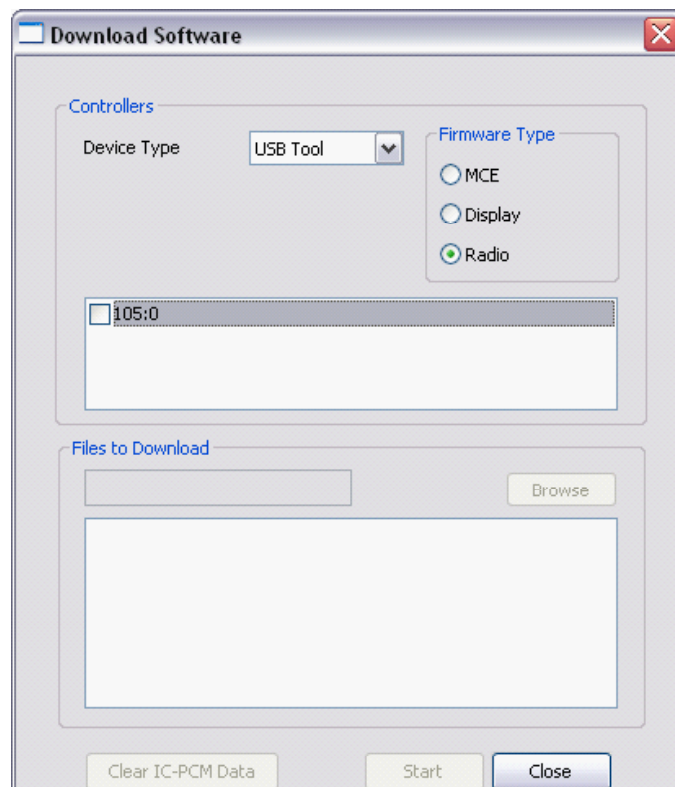 Download Software
Controllers
Device Type
USB Tool
Firmware Type
MCE
Display
Radio
105:0
Files to Download
Browse
Clear IC-PCM Data
Start
Close